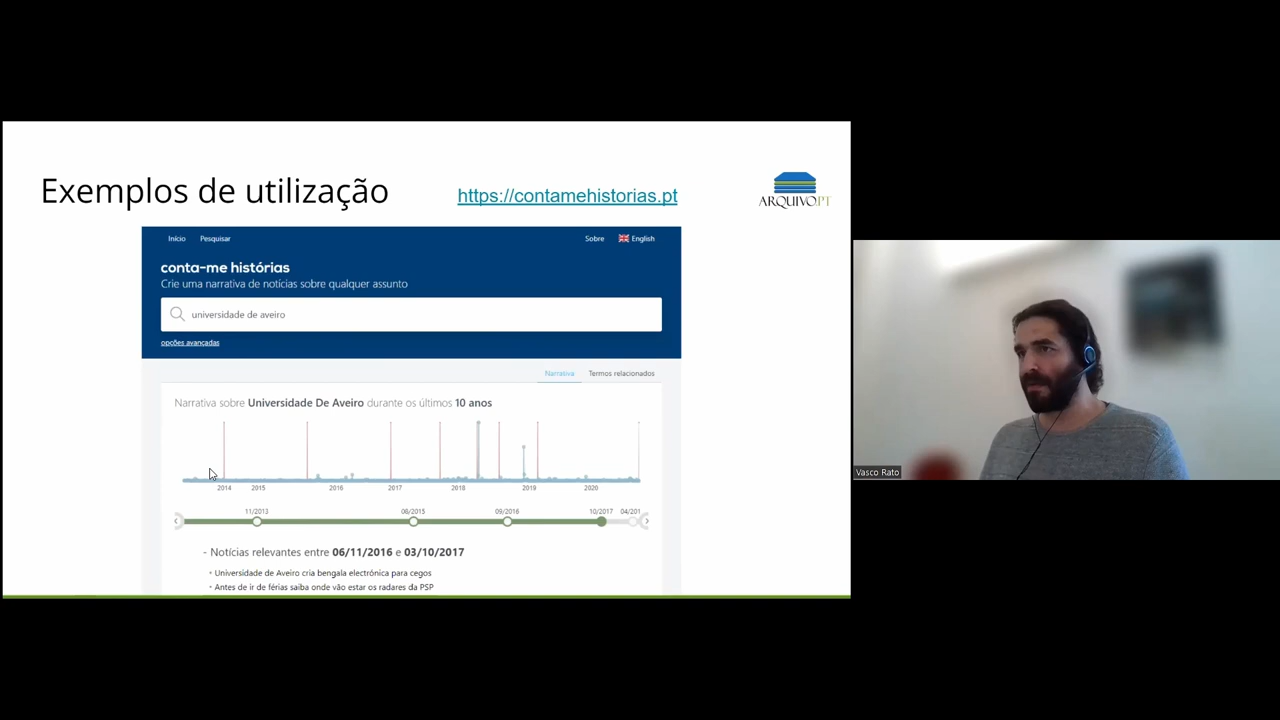 Exemplos de utilização
https://contamehistorias.pt
ARQUIVO.PT
Início Pesquisar Sobre English
conta-me histórias
Crie uma narrativa de notícias sobre qualquer assunto
universidade de aveiro
opções avançadas
Narrativa Termos relacionados
Narrativa sobre Universidade De Aveiro durante os últimos 10 anos
2014 2015 2016 2017 2018 2019 2020
11/2013 06/2015 09/2016 10/2017 04/201
- Notícias relevantes entre 06/11/2016 e 03/10/2017
Universidade de Aveiro cria bengala electrónica para cegos
Antes de ir de férias saiba onde vão estar os radares da PSP
Vasco Rato